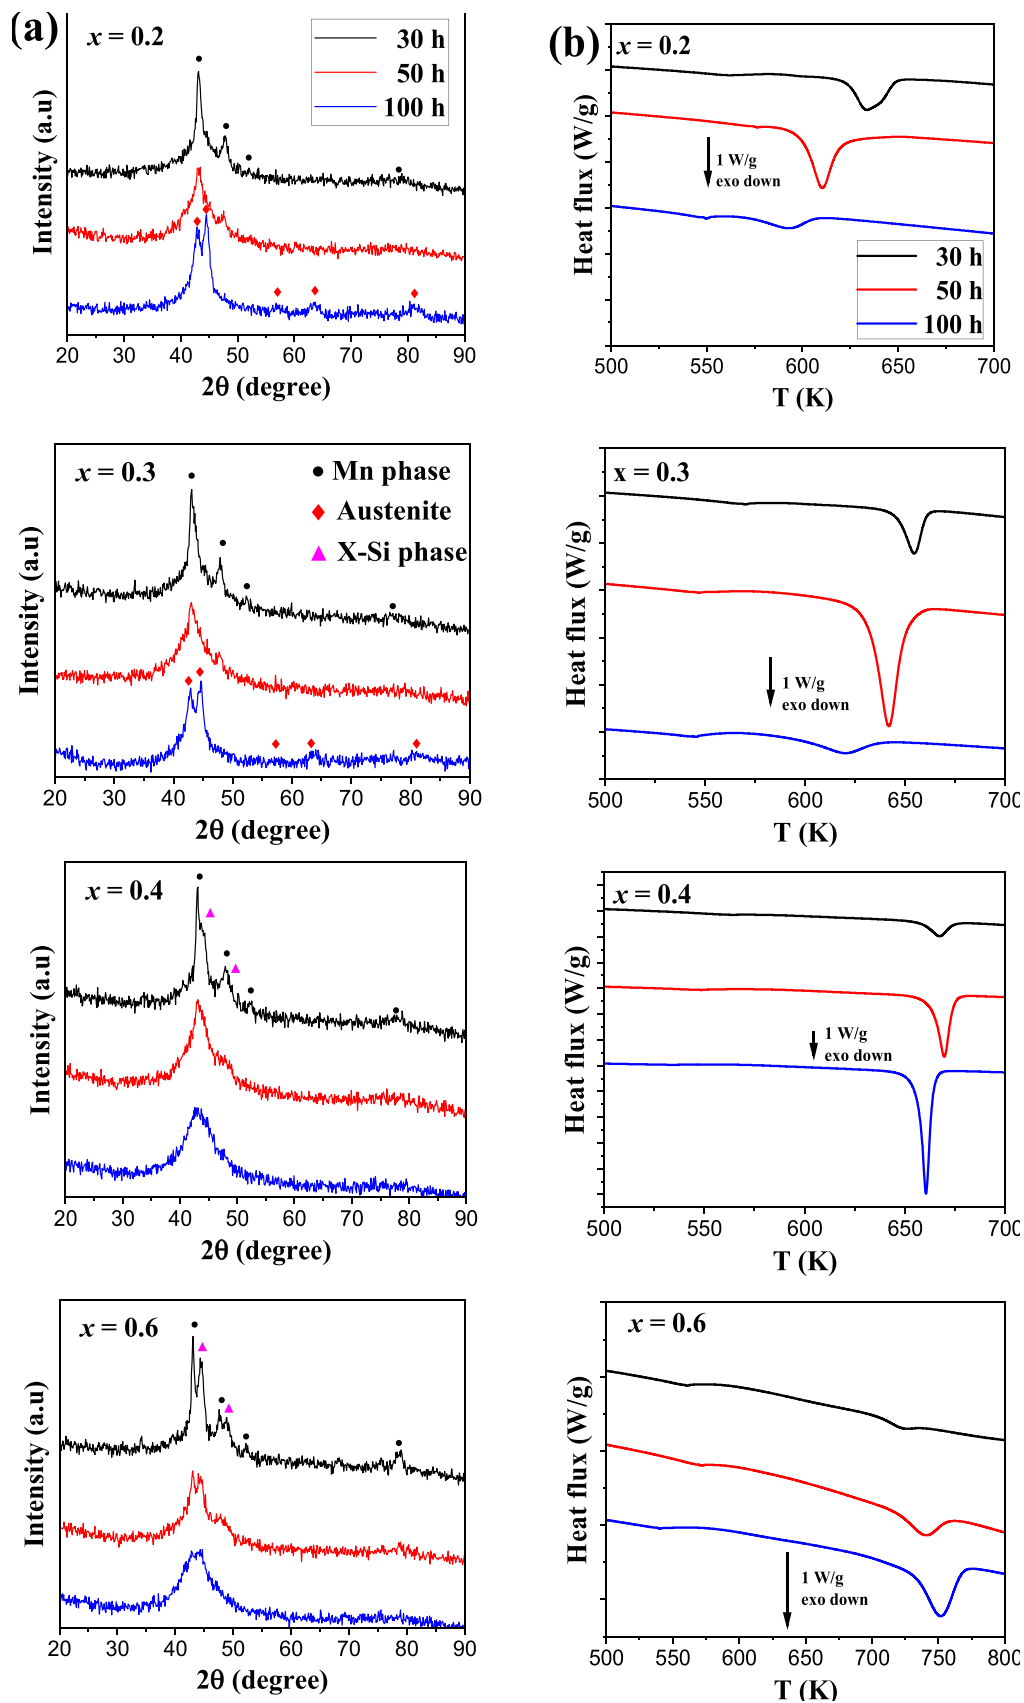 (a)
x = 0.2
30 h
50 h
100 h
Intensity (a.u)
20 30 40 50 60 70 80 90
2θ (degree)
(b)
x = 0.2
1 W/g
exo down
30 h
50 h
100 h
Heat flux (W/g)
500 550 600 650 700
T (K)
x = 0.3
Mn phase
Austenite
X-Si phase
Intensity (a.u)
20 30 40 50 60 70 80 90
2θ (degree)
x = 0.3
1 W/g
exo down
Heat flux (W/g)
500 550 600 650 700
T (K)
x = 0.4
Intensity (a.u)
20 30 40 50 60 70 80 90
2θ (degree)
x = 0.4
1 W/g
exo down
Heat flux (W/g)
500 550 600 650 700
T (K)
x = 0.6
Intensity (a.u)
20 30 40 50 60 70 80 90
2θ (degree)
x = 0.6
1 W/g
exo down
Heat flux (W/g)
500 550 600 650 700 750 800
T (K)